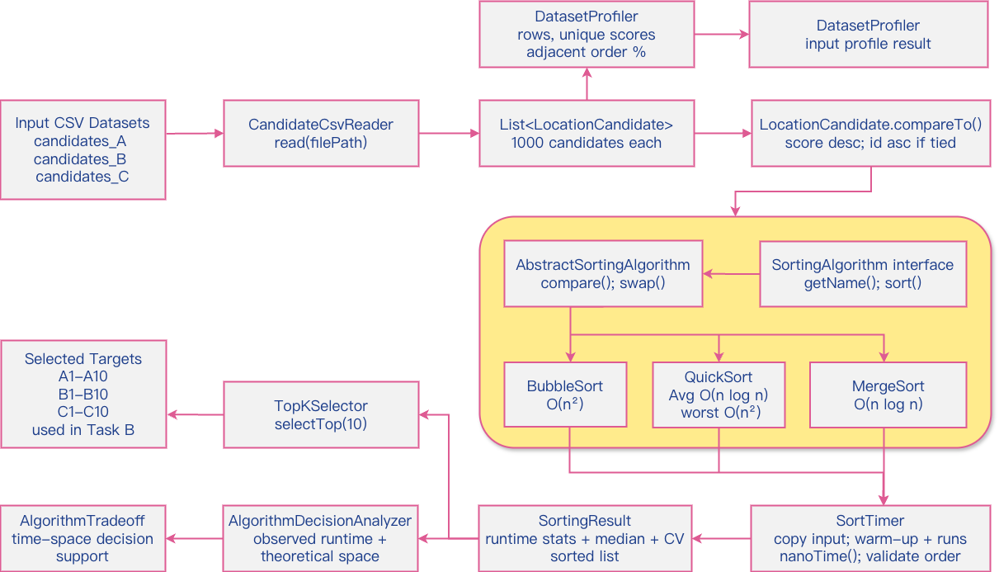 DatasetProfiler
rows, unique scores
adjacent order %
DatasetProfiler
input profile result
Input CSV Datasets
candidates_A
candidates_B
candidates_C
CandidateCsvReader
read(filePath)
List<LocationCandidate>
1000 candidates each
LocationCandidate.compareTo()
score desc; id asc if tied
AbstractSortingAlgorithm
compare(); swap()
SortingAlgorithm interface
getName(); sort()
BubbleSort
O(n²)
QuickSort
Avg O(n log n)
worst O(n²)
MergeSort
O(n log n)
Selected Targets
A1–A10
B1–B10
C1–C10
used in Task B
TopKSelector
selectTop(10)
AlgorithmTradeoff
time-space decision
support
AlgorithmDecisionAnalyzer
observed runtime +
theoretical space
SortingResult
runtime stats + median + CV
sorted list
SortTimer
copy input; warm-up + runs
nanoTime(); validate order